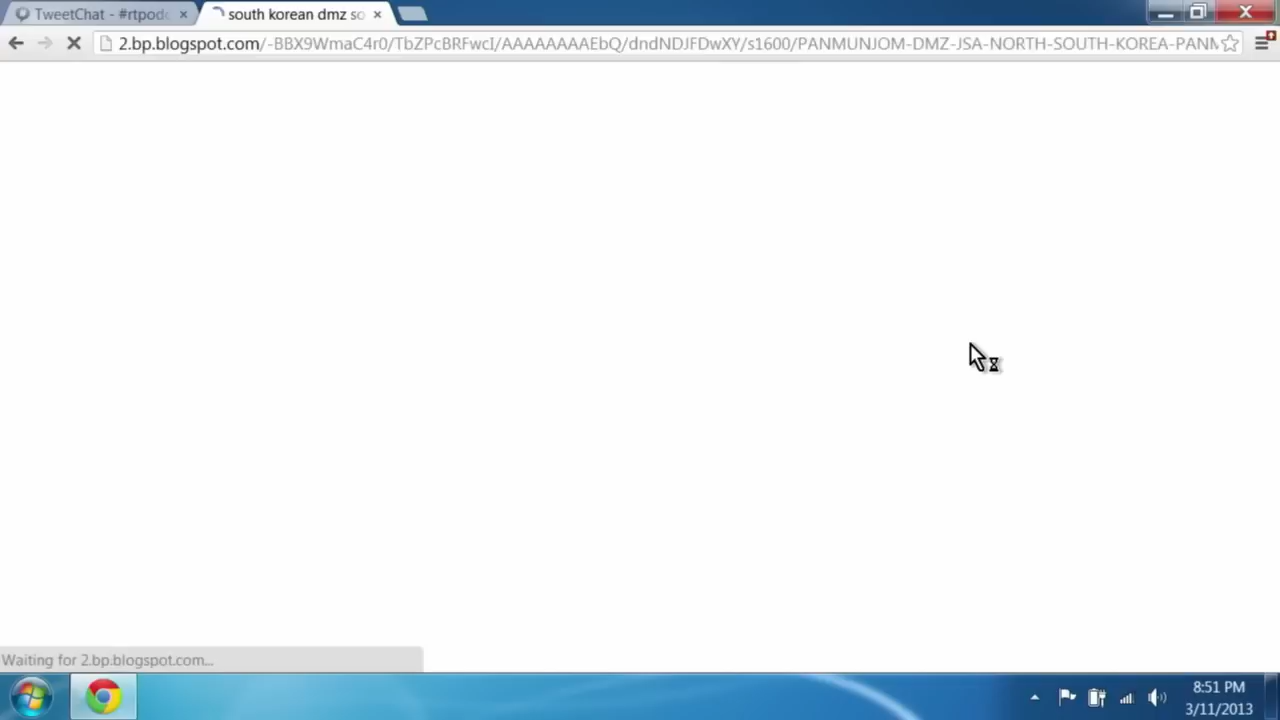 TweetChat - #rtpod
south korean dmz so
2.bp.blogspot.com/-BBX9WmaC4r0/TbZPcBRFwcI/AAAAAAAAEbQ/dndNDJFDwXY/s1600/PANMUNJOM-DMZ-JSA-NORTH-SOUTH-KOREA-PANM
Waiting for 2.bp.blogspot.com...
8:51 PM
3/11/2013